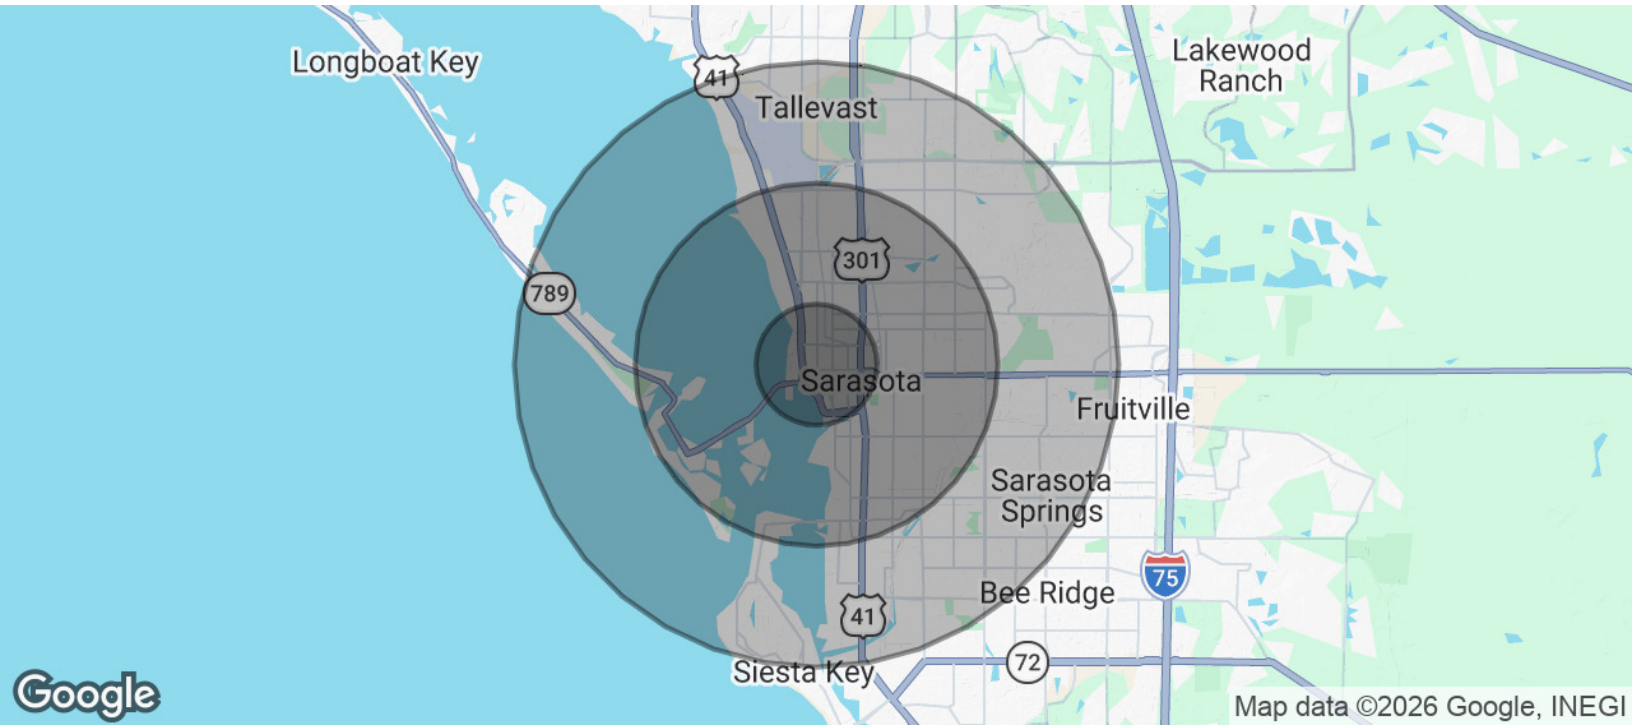 Longboat Key
41
Tallevast
Lakewood
Ranch
301
789
Sarasota
Fruitville
Sarasota
Springs
75
Bee Ridge
41
72
Siesta Key
Google
Map data ©2026 Google, INEGI